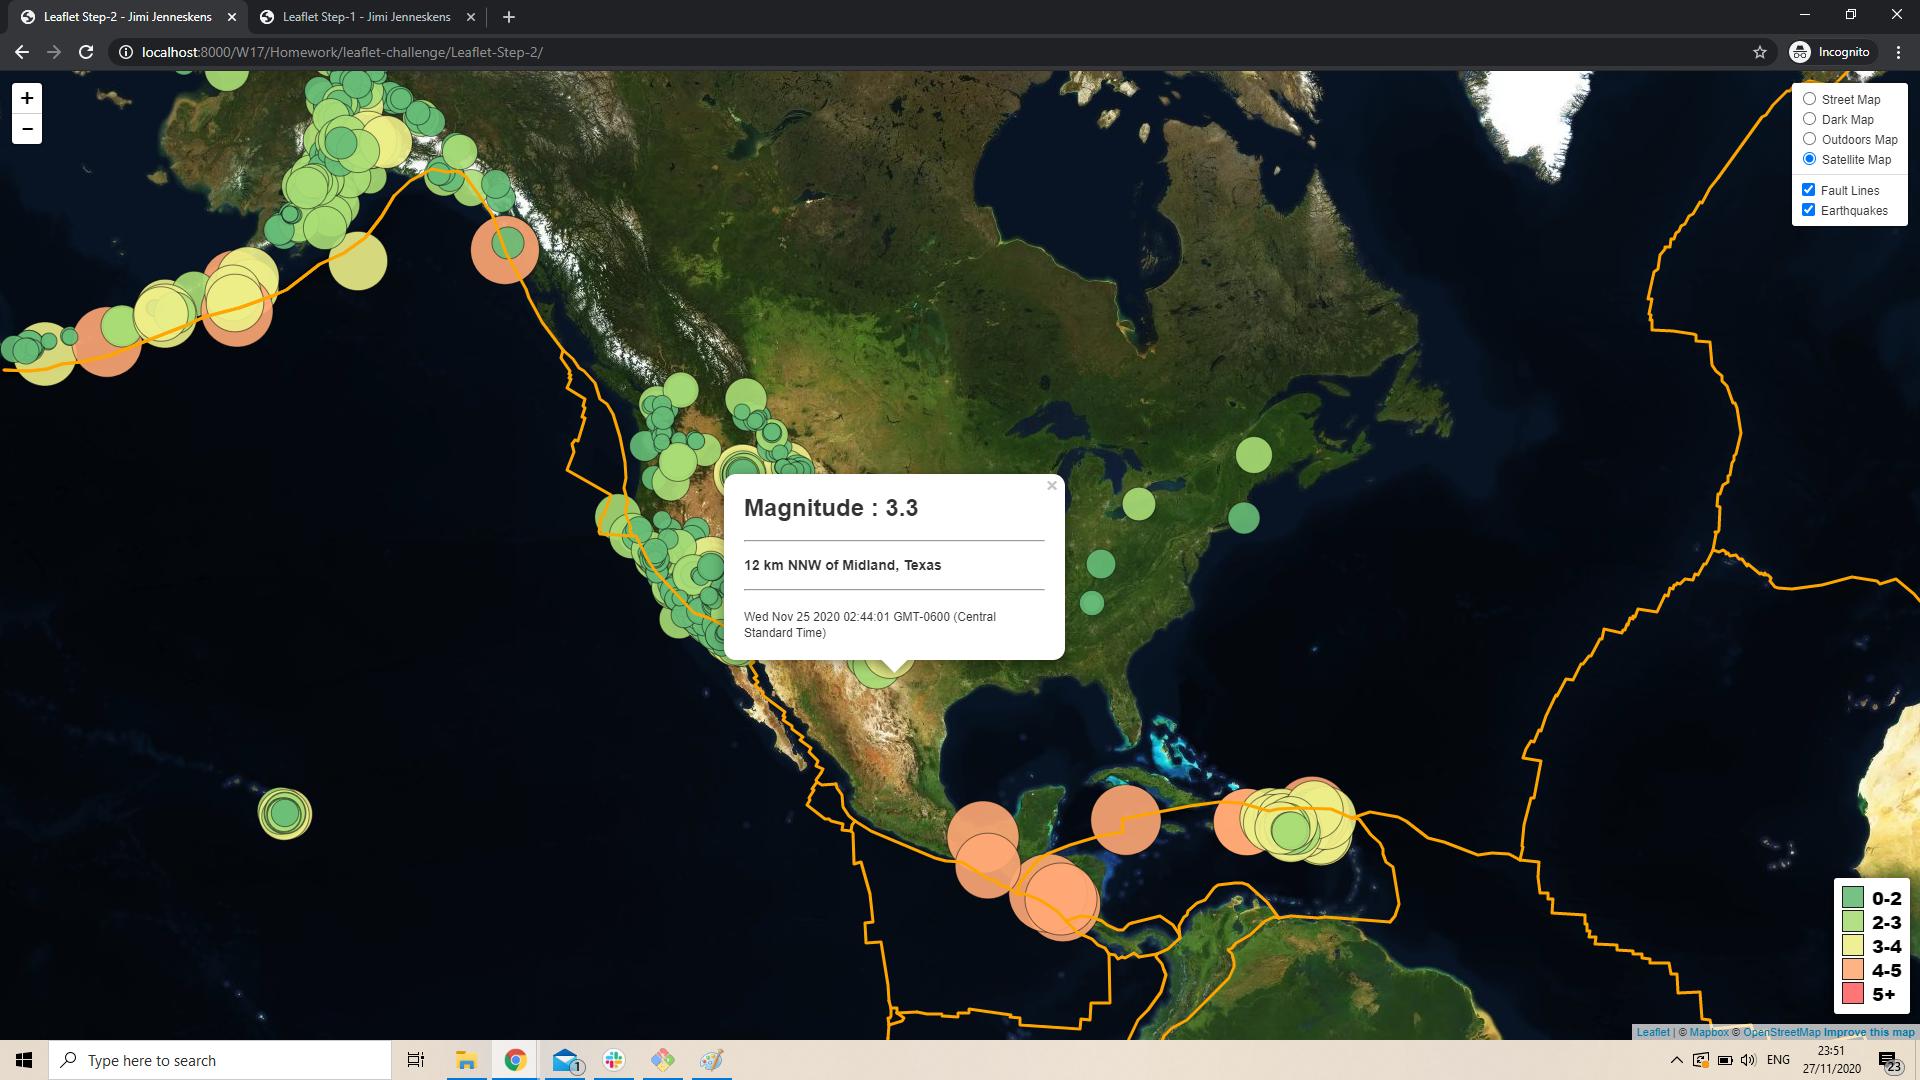 Leaflet Step-2 - Jimi Jenneskens
Leaflet Step-1 - Jimi Jenneskens
localhost:8000/W17/Homework/leaflet-challenge/Leaflet-Step-2/
Incognito
+
−
Street Map
Dark Map
Outdoors Map
Satellite Map
Fault Lines
Earthquakes
×
Magnitude : 3.3
12 km NNW of Midland, Texas
Wed Nov 25 2020 02:44:01 GMT-0600 (Central
Standard Time)
0-2
2-3
3-4
4-5
5+
Leaflet | © Mapbox © OpenStreetMap Improve this map
Type here to search
1
ENG
23:51
27/11/2020
23